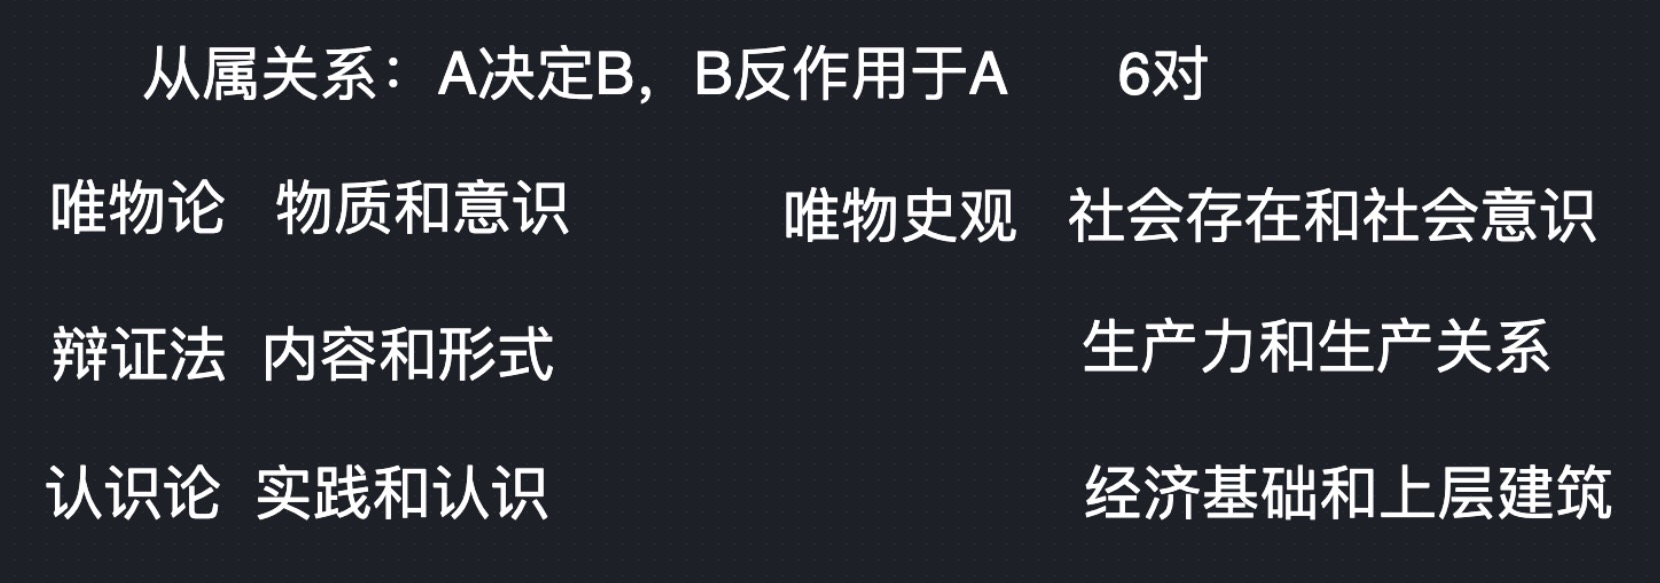 从属关系：A决定B，B反作用于A 6对
唯物论 物质和意识 唯物史观 社会存在和社会意识
辩证法 内容和形式 生产力和生产关系
认识论 实践和认识 经济基础和上层建筑